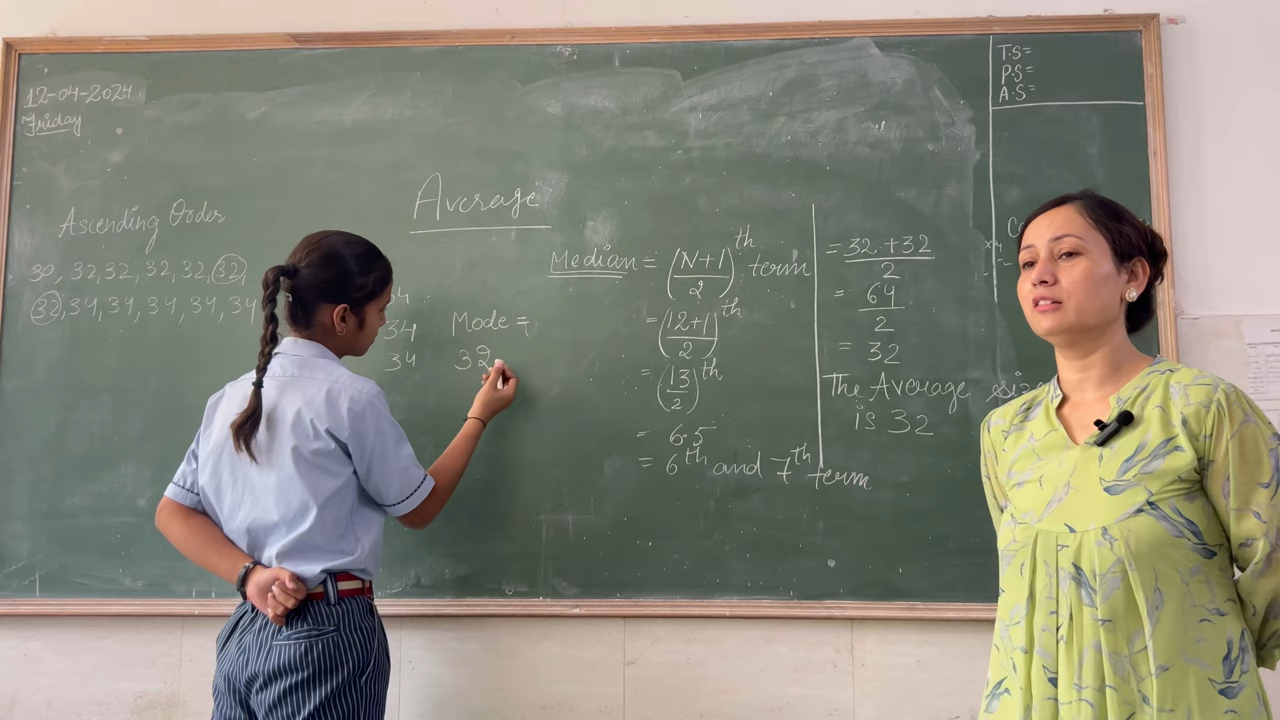 12-04-2024
Friday
T.S=
P.S=
A.S=
Average
Ascending Order
30, 32, 32, 32, 32, 32,
32, 34, 34, 34, 34, 34
34
34
34
Mode =
32
Median = (N+1/2)th term
= (12+1/2)th
= (13/2)th
= 6.5
= 6th and 7th term
= 32+32/2
= 64/2
= 32
The Average size
is 32